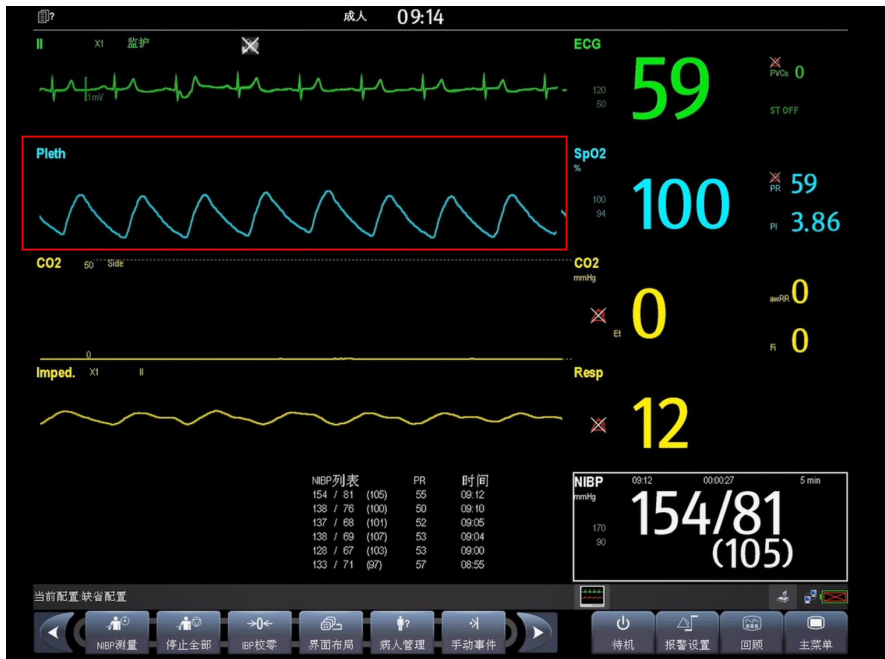 ? 成人 09:14
II X1 监护 ECG
1mV 120 50 59 PVCs 0
ST OFF
Pleth SpO2
%
100 94 100 PR 59
PI 3.86
CO2 50 Side CO2
mmHg
0 Et 0 awRR 0
Fi 0
Imped. X1 II Resp
12
NIBP列表 PR 时间
154 / 81 (105) 55 09:12
138 / 76 (100) 50 09:10
137 / 68 (101) 52 09:05
138 / 69 (107) 53 09:04
128 / 67 (103) 53 09:00
133 / 71 (97) 57 08:55
NIBP 09:12 00:00:27 5 min
mmHg
170 90 154/81
(105)
当前配置:缺省配置
NIBP测量 停止全部 IBP校零 界面布局 病人管理 手动事件 待机 报警设置 回顾 主菜单